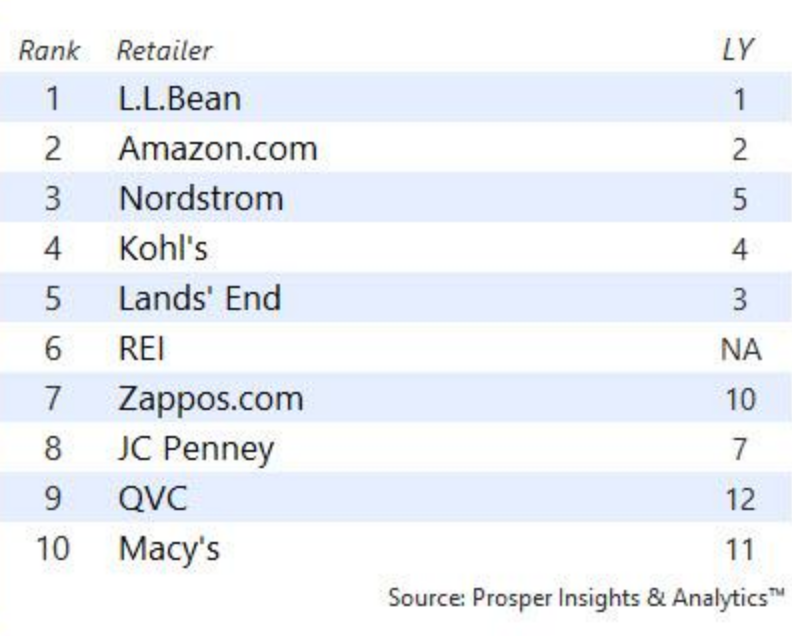 Rank Retailer LY
1 L.L.Bean 1
2 Amazon.com 2
3 Nordstrom 5
4 Kohl's 4
5 Lands' End 3
6 REI NA
7 Zappos.com 10
8 JC Penney 7
9 QVC 12
10 Macy's 11
Source: Prosper Insights & Analytics™